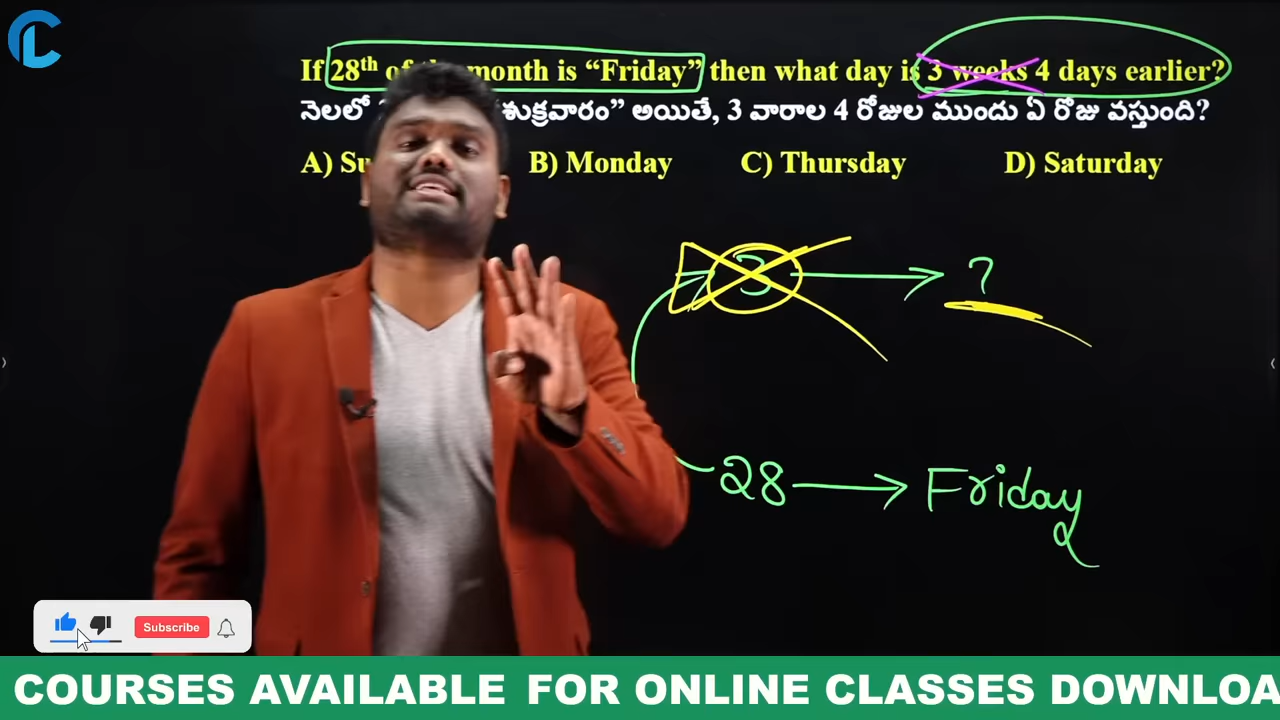 If 28th of the month is “Friday” then what day is 3 weeks 4 days earlier?
నెలలో శుక్రవారం” అయితే, 3 వారాల 4 రోజుల ముందు ఏ రోజు వస్తుంది?
A) Su B) Monday C) Thursday D) Saturday
3 → ?
28 → Friday
Subscribe
COURSES AVAILABLE FOR ONLINE CLASSES DOWNLOA